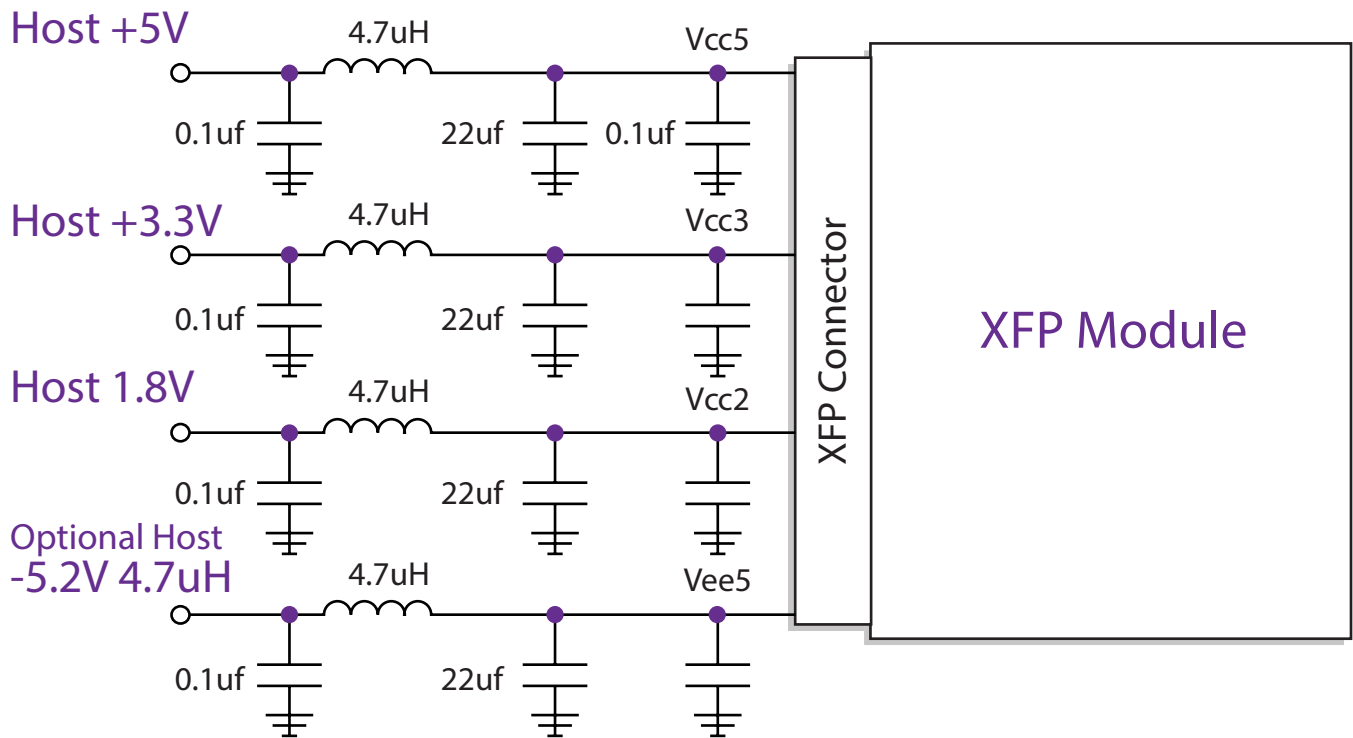 Host +5V
4.7uH
Vcc5
0.1uf
22uf
0.1uf
Host +3.3V
4.7uH
Vcc3
0.1uf
22uf
Host 1.8V
4.7uH
Vcc2
0.1uf
22uf
Optional Host
-5.2V 4.7uH
4.7uH
Vee5
0.1uf
22uf
XFP Connector
XFP Module